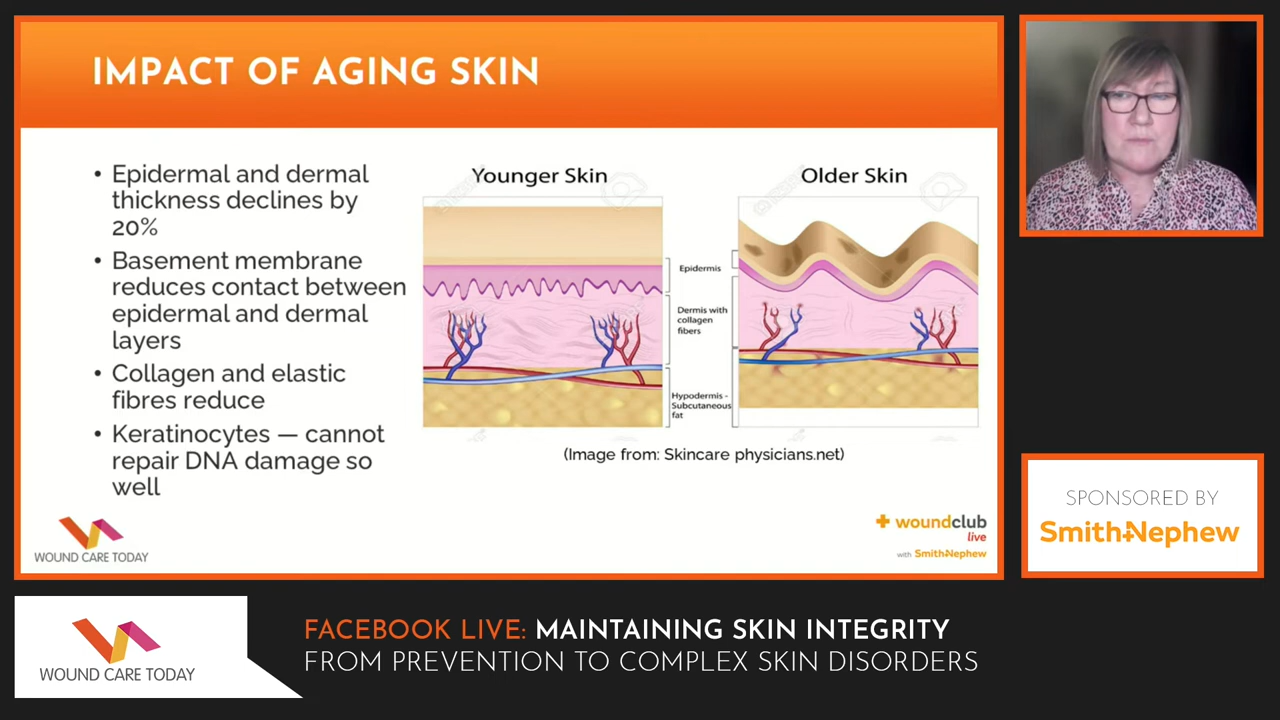 IMPACT OF AGING SKIN
• Epidermal and dermal
thickness declines by
20%
• Basement membrane
reduces contact between
epidermal and dermal
layers
• Collagen and elastic
fibres reduce
• Keratinocytes — cannot
repair DNA damage so
well
Younger Skin
Older Skin
Epidermis
Dermis with
collagen
fibers
Hypodermis -
Subcutaneous
fat
(Image from: Skincare physicians.net)
WOUND CARE TODAY
+ woundclub
live
with Smith+Nephew
SPONSORED BY
Smith+Nephew
WOUND CARE TODAY
FACEBOOK LIVE: MAINTAINING SKIN INTEGRITY
FROM PREVENTION TO COMPLEX SKIN DISORDERS